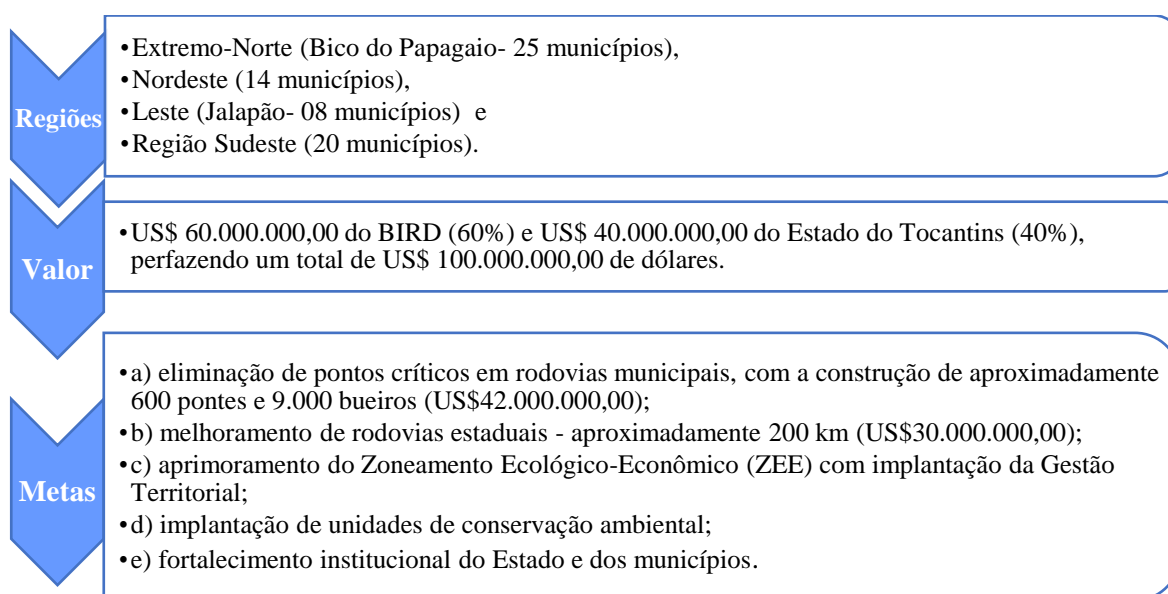 Regiões
•Extremo-Norte (Bico do Papagaio- 25 municípios),
•Nordeste (14 municípios),
•Leste (Jalapão- 08 municípios) e
•Região Sudeste (20 municípios).
Valor
•US$ 60.000.000,00 do BIRD (60%) e US$ 40.000.000,00 do Estado do Tocantins (40%),
perfazendo um total de US$ 100.000.000,00 de dólares.
Metas
•a) eliminação de pontos críticos em rodovias municipais, com a construção de aproximadamente
600 pontes e 9.000 bueiros (US$42.000.000,00);
•b) melhoramento de rodovias estaduais - aproximadamente 200 km (US$30.000.000,00);
•c) aprimoramento do Zoneamento Ecológico-Econômico (ZEE) com implantação da Gestão
Territorial;
•d) implantação de unidades de conservação ambiental;
•e) fortalecimento institucional do Estado e dos municípios.